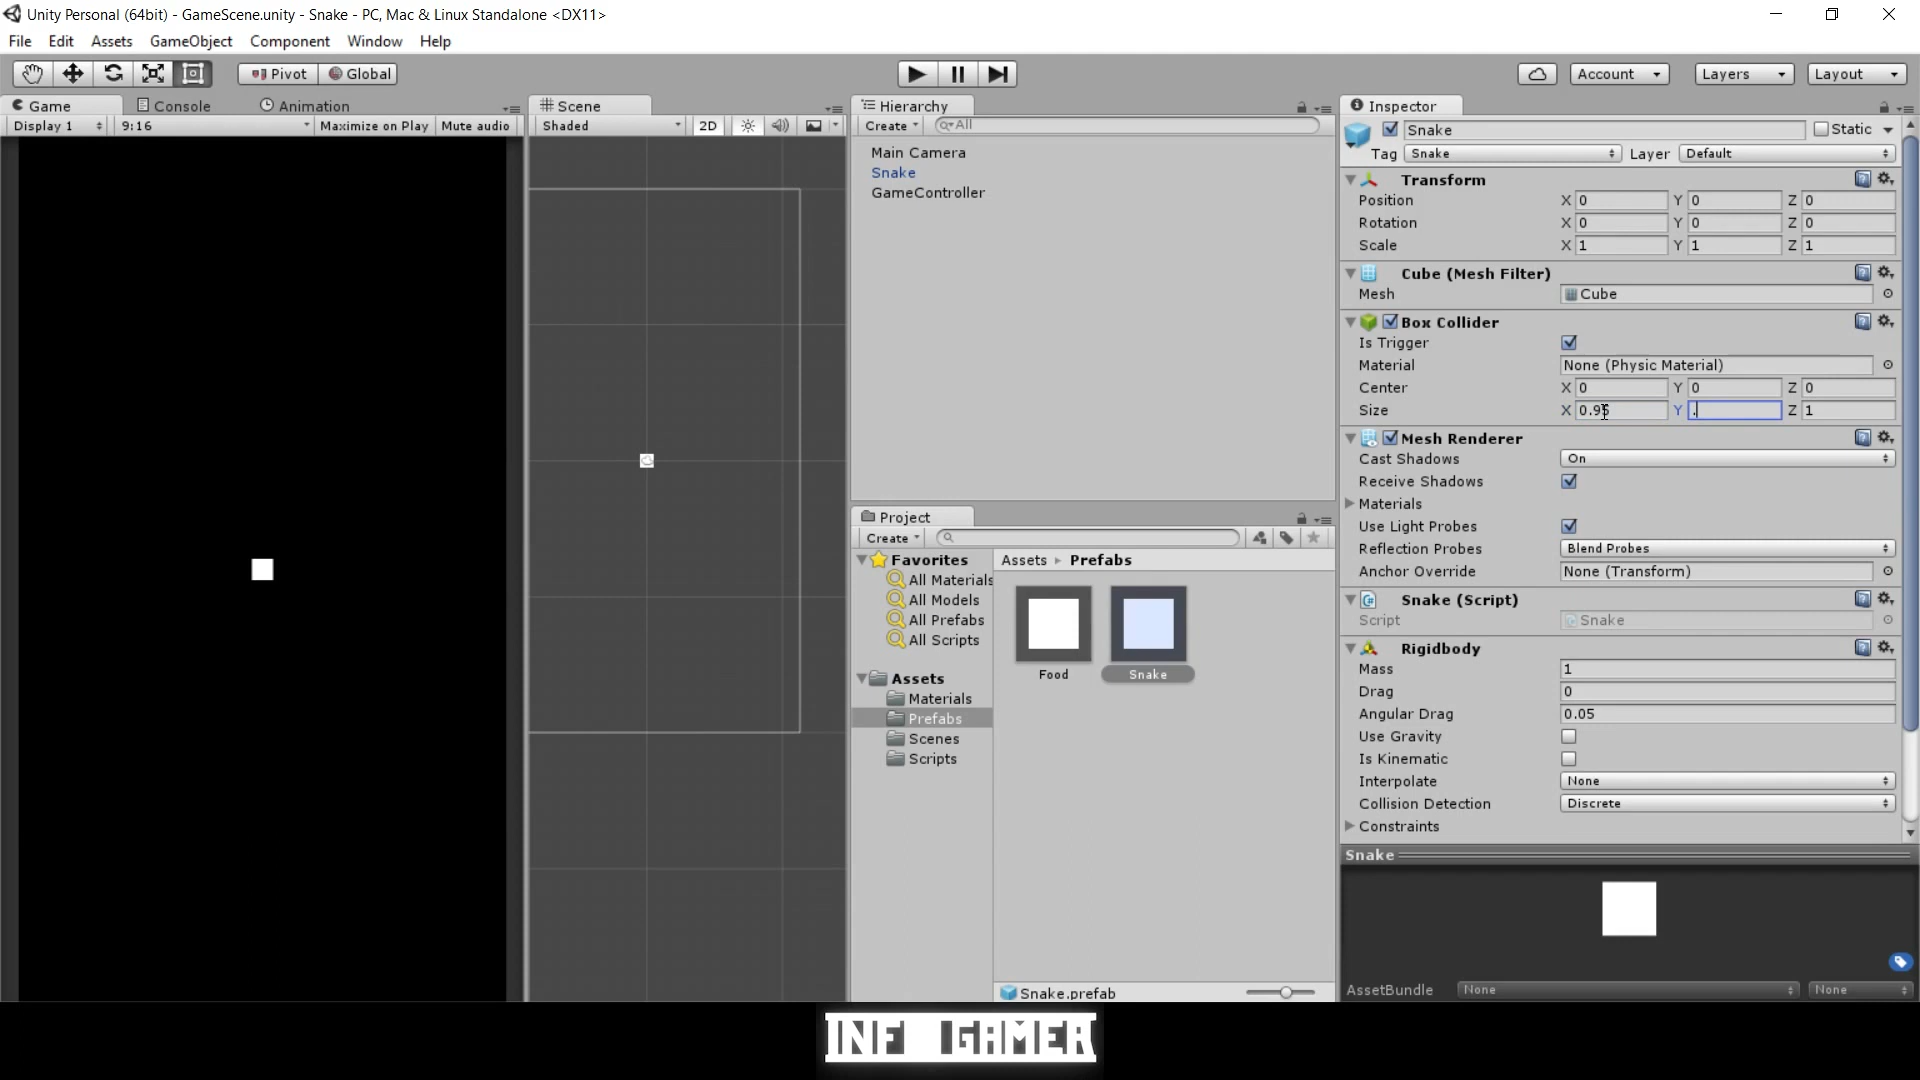 Unity Personal (64bit) - GameScene.unity - Snake - PC, Mac & Linux Standalone <DX11>
File Edit Assets GameObject Component Window Help
Pivot Global Account Layers Layout
Game Console Animation
Display 1 9:16 Maximize on Play Mute audio
Scene
Shaded 2D
Hierarchy
Create All
Main Camera
Snake
GameController
Project
Create
Favorites
All Materials
All Models
All Prefabs
All Scripts
Assets
Materials
Prefabs
Scenes
Scripts
Assets Prefabs
Food Snake
Snake.prefab
Inspector
Snake Static
Tag Snake Layer Default
Transform
Position X 0 Y 0 Z 0
Rotation X 0 Y 0 Z 0
Scale X 1 Y 1 Z 1
Cube (Mesh Filter)
Mesh Cube
Box Collider
Is Trigger
Material None (Physic Material)
Center X 0 Y 0 Z 0
Size X 0.95 Y . Z 1
Mesh Renderer
Cast Shadows On
Receive Shadows
Materials
Use Light Probes
Reflection Probes Blend Probes
Anchor Override None (Transform)
Snake (Script)
Script Snake
Rigidbody
Mass 1
Drag 0
Angular Drag 0.05
Use Gravity
Is Kinematic
Interpolate None
Collision Detection Discrete
Constraints
Snake
AssetBundle None None
INF GAMER